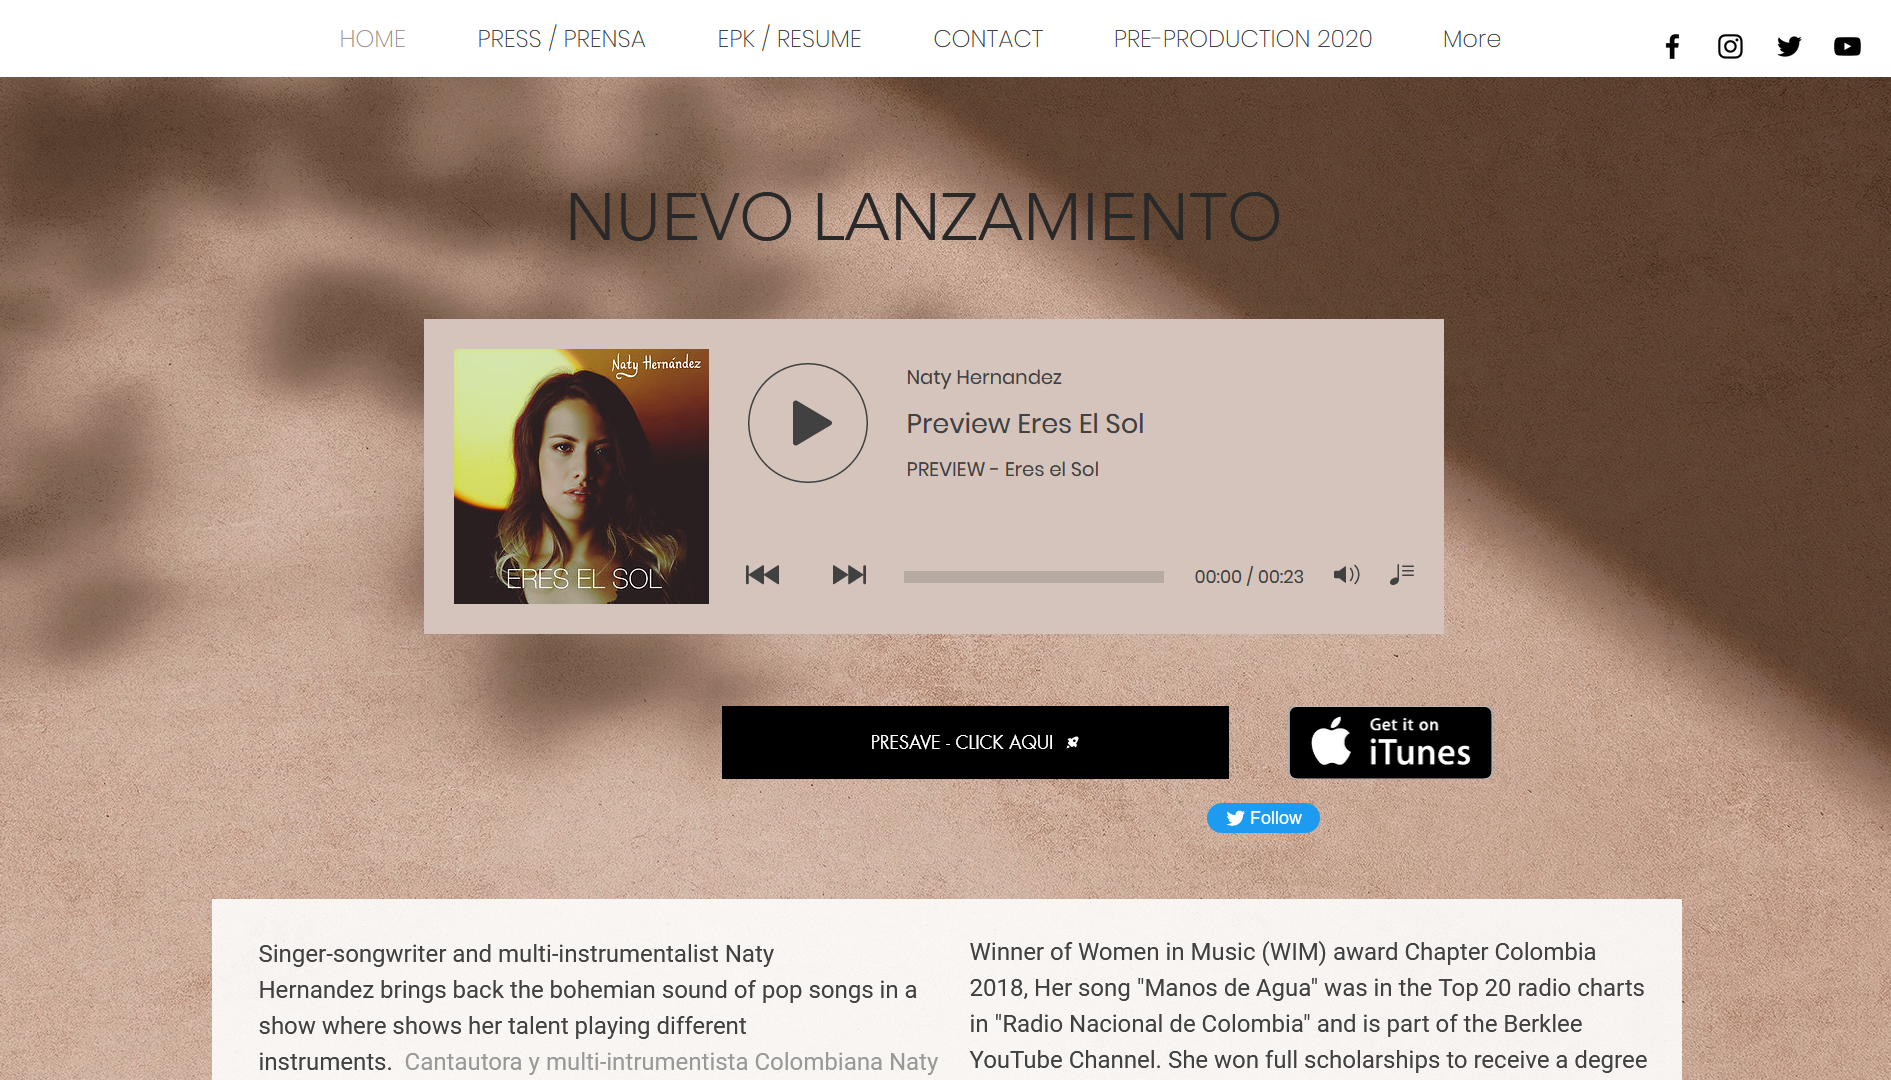 HOME PRESS / PRENSA EPK / RESUME CONTACT PRE-PRODUCTION 2020 More
NUEVO LANZAMIENTO
Naty Hernández
ERES EL SOL
Naty Hernandez
Preview Eres El Sol
PREVIEW - Eres el Sol
00:00 / 00:23
PRESAVE - CLICK AQUI
Get it on
iTunes
Follow
Singer-songwriter and multi-instrumentalist Naty
Hernandez brings back the bohemian sound of pop songs in a
show where shows her talent playing different
instruments. Cantautora y multi-intrumentista Colombiana Naty
Winner of Women in Music (WIM) award Chapter Colombia
2018, Her song "Manos de Agua" was in the Top 20 radio charts
in "Radio Nacional de Colombia" and is part of the Berklee
YouTube Channel. She won full scholarships to receive a degree